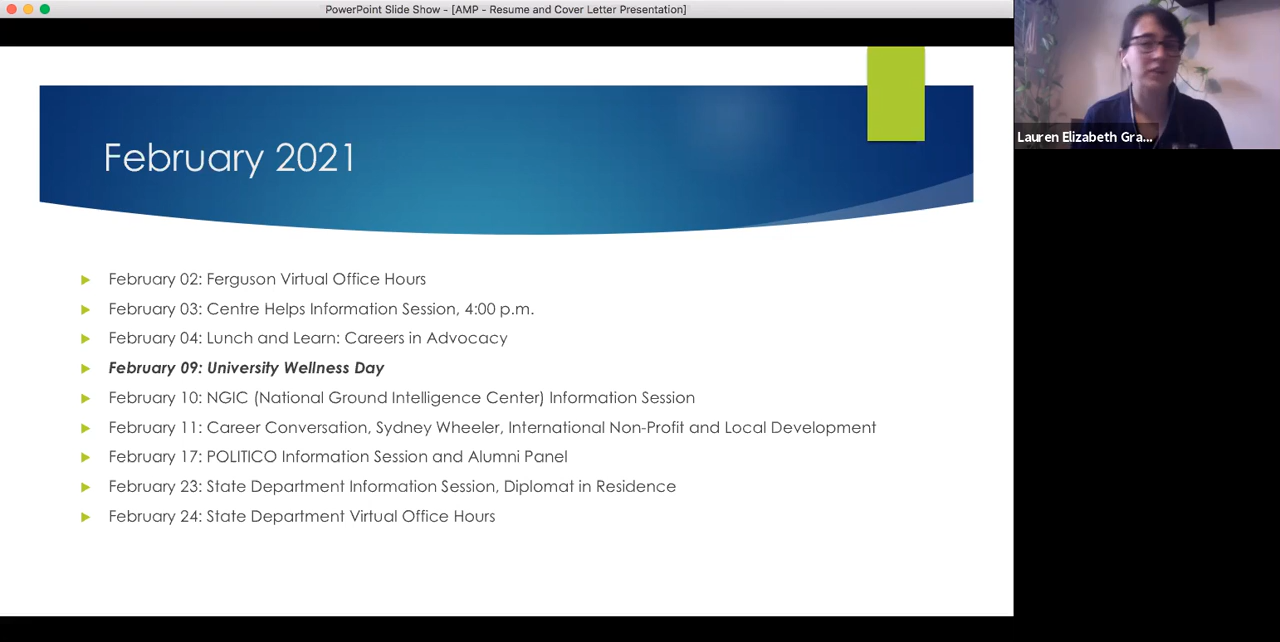 PowerPoint Slide Show - [AMP - Resume and Cover Letter Presentation]
February 2021
February 02: Ferguson Virtual Office Hours
February 03: Centre Helps Information Session, 4:00 p.m.
February 04: Lunch and Learn: Careers in Advocacy
February 09: University Wellness Day
February 10: NGIC (National Ground Intelligence Center) Information Session
February 11: Career Conversation, Sydney Wheeler, International Non-Profit and Local Development
February 17: POLITICO Information Session and Alumni Panel
February 23: State Department Information Session, Diplomat in Residence
February 24: State Department Virtual Office Hours
Lauren Elizabeth Gra...